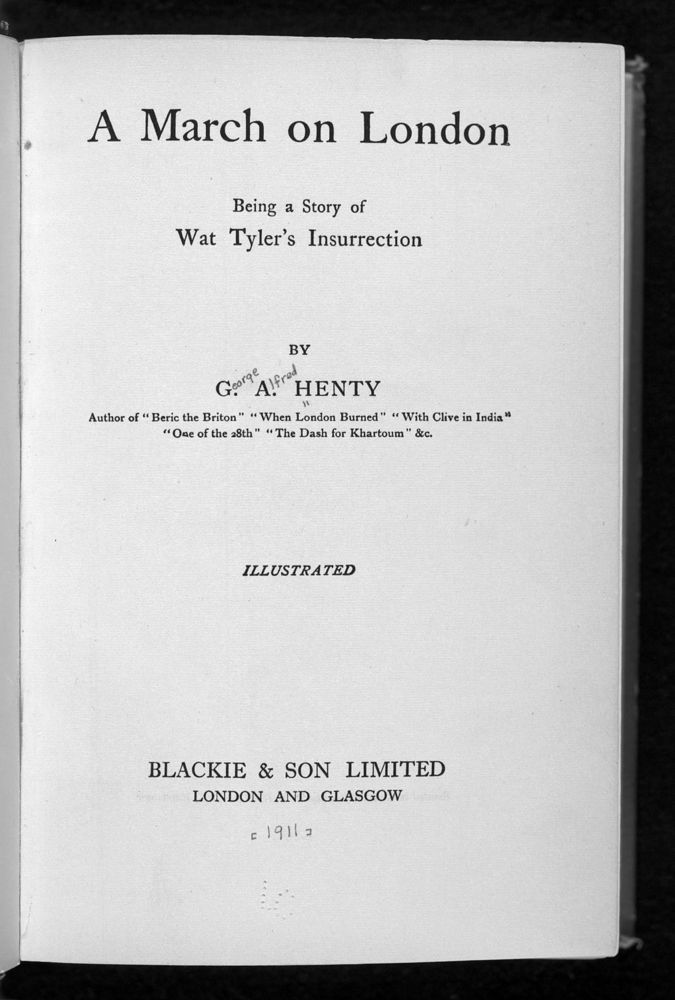 A March on London
Being a Story of
Wat Tyler's Insurrection
BY
G.eorge A.lfred HENTY
Author of "Beric the Briton" "When London Burned" "With Clive in India"
"One of the 28th" "The Dash for Khartoum" &c.
ILLUSTRATED
BLACKIE & SON LIMITED
LONDON AND GLASGOW
[1911]